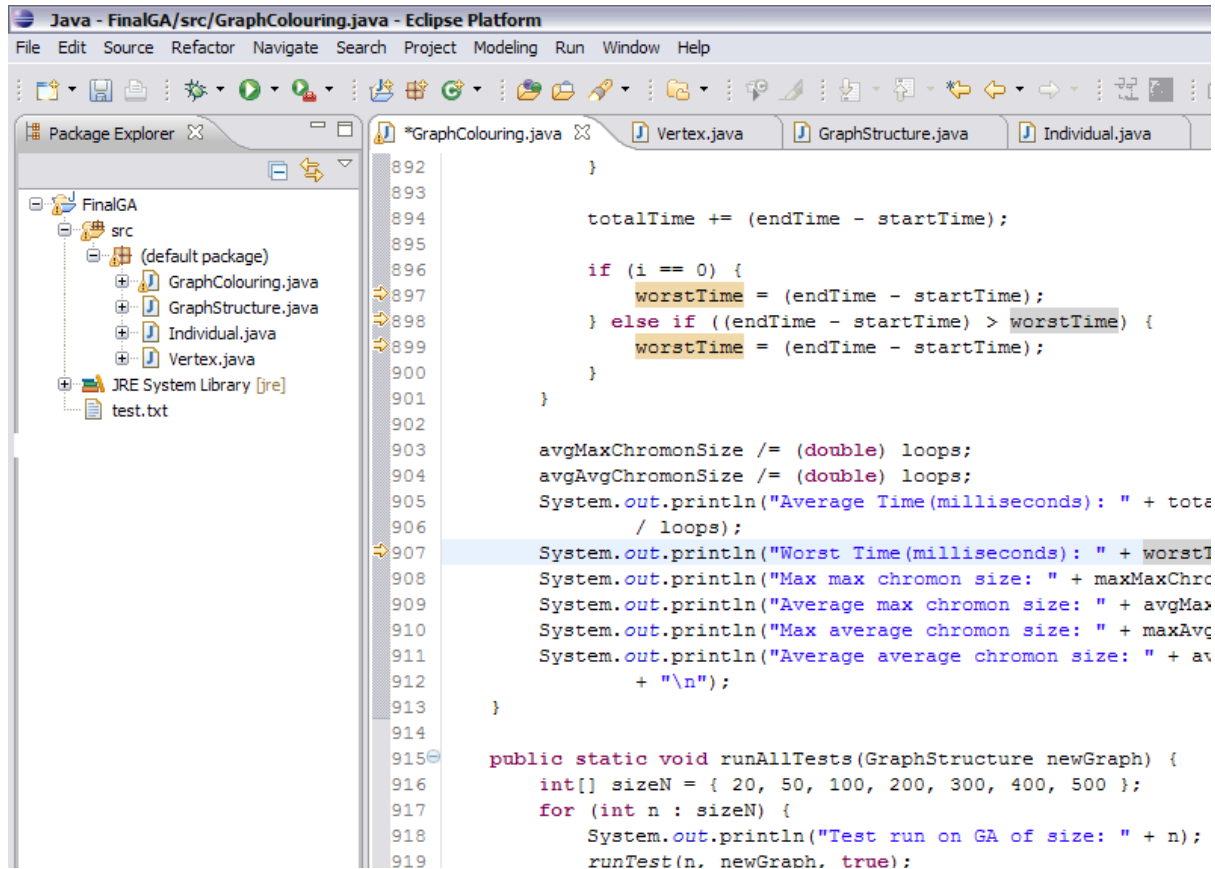 Java - FinalGA/src/GraphColouring.java - Eclipse Platform
File Edit Source Refactor Navigate Search Project Modeling Run Window Help
Package Explorer
FinalGA
src
(default package)
GraphColouring.java
GraphStructure.java
Individual.java
Vertex.java
JRE System Library [jre]
test.txt
*GraphColouring.java Vertex.java GraphStructure.java Individual.java
892 }
893
894 totalTime += (endTime - startTime);
895
896 if (i == 0) {
897 worstTime = (endTime - startTime);
898 } else if ((endTime - startTime) > worstTime) {
899 worstTime = (endTime - startTime);
900 }
901 }
902
903 avgMaxChromonSize /= (double) loops;
904 avgAvgChromonSize /= (double) loops;
905 System.out.println("Average Time(milliseconds): " + tota
906 / loops);
907 System.out.println("Worst Time(milliseconds): " + worstT
908 System.out.println("Max max chromon size: " + maxMaxChro
909 System.out.println("Average max chromon size: " + avgMax
910 System.out.println("Max average chromon size: " + maxAvg
911 System.out.println("Average average chromon size: " + av
912 + "\n");
913 }
914
915 public static void runAllTests(GraphStructure newGraph) {
916 int[] sizeN = { 20, 50, 100, 200, 300, 400, 500 };
917 for (int n : sizeN) {
918 System.out.println("Test run on GA of size: " + n);
919 runTest(n, newGraph, true);